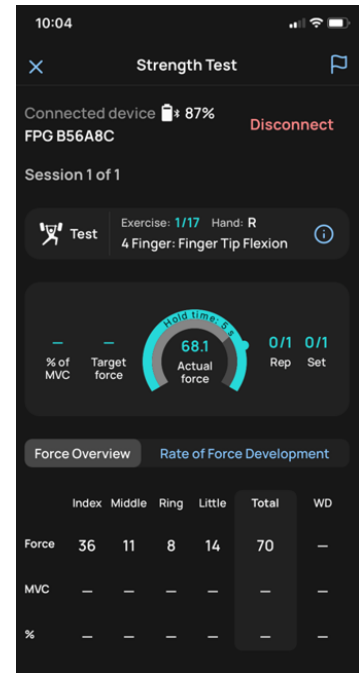 10:04
Strength Test
Connected device 87%
FPG B56A8C
Disconnect
Session 1 of 1
Test
Exercise: 1/17 Hand: R
4 Finger: Finger Tip Flexion
– % of MVC
– Target force
Hold time: 5 s
68.1
Actual force
0/1 Rep
0/1 Set
Force Overview
Rate of Force Development
Index Middle Ring Little Total WD
Force 36 11 8 14 70 –
MVC – – – – – –
% – – – – – –